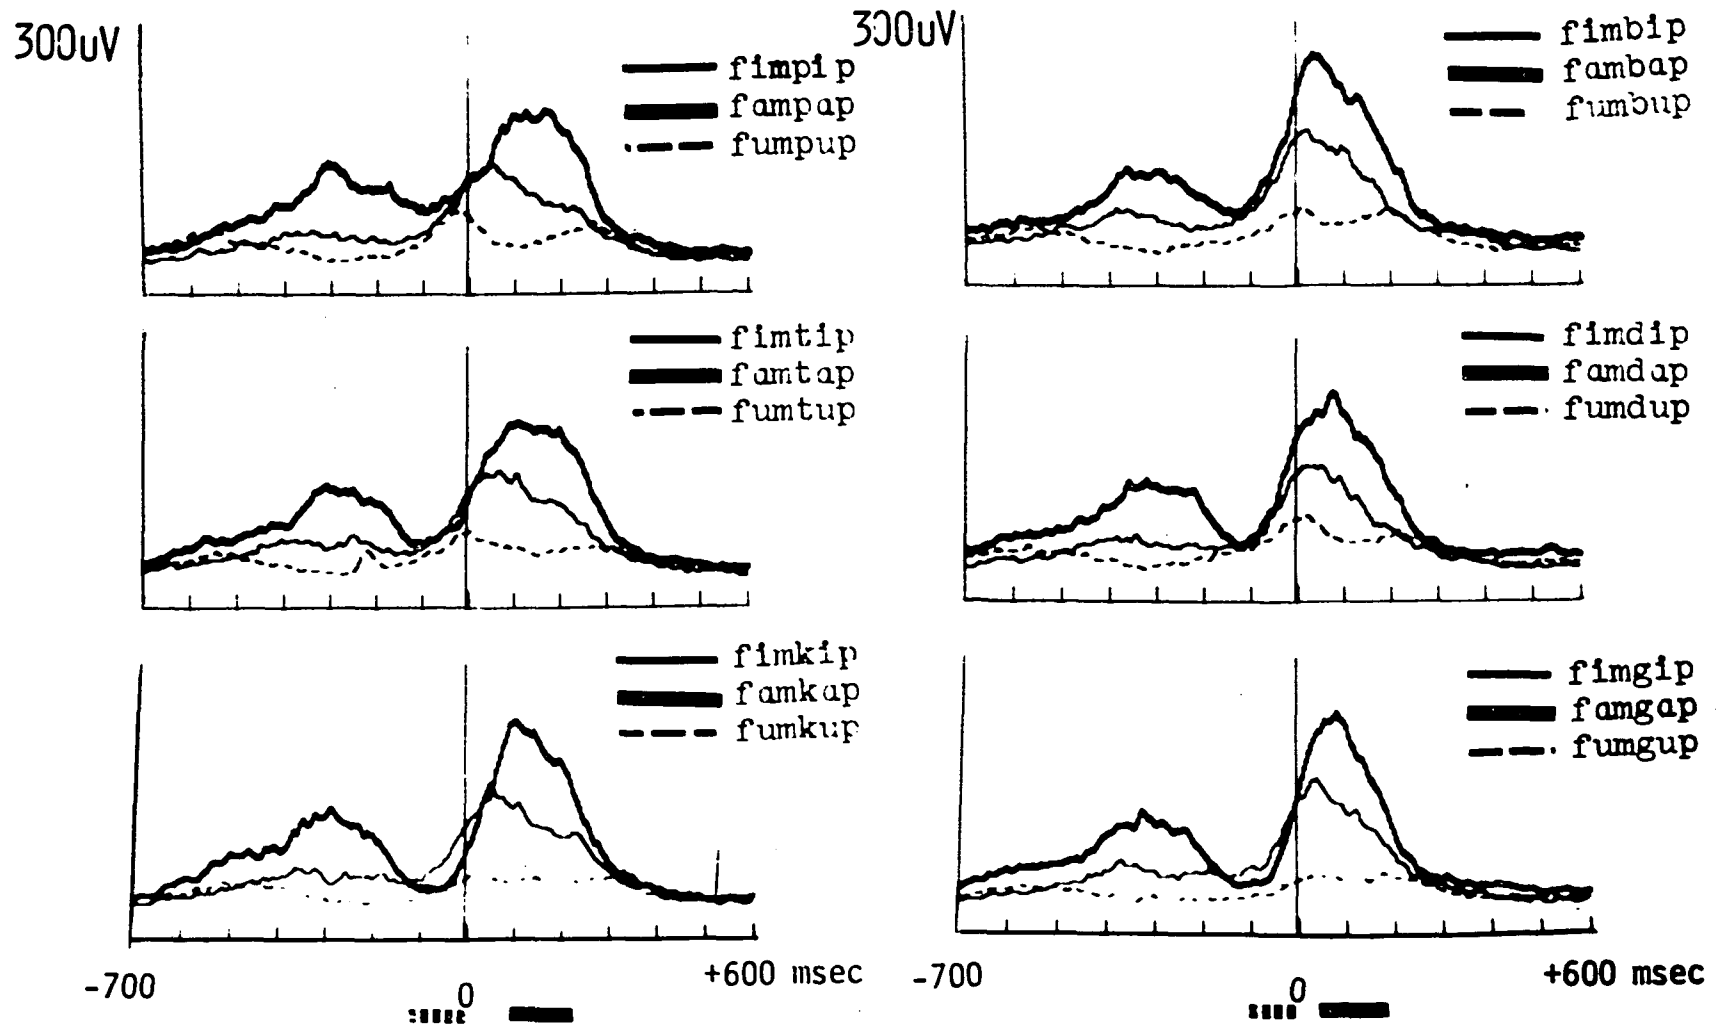 300uV
fimpip
fampap
fumpup
300uV
fimbip
fambap
fumbup
fimtip
famtap
fumtup
fimdip
famdap
fumdup
fimkip
famkap
fumkup
fimgip
famgap
fumgup
-700
0
+600 msec
-700
0
+600 msec